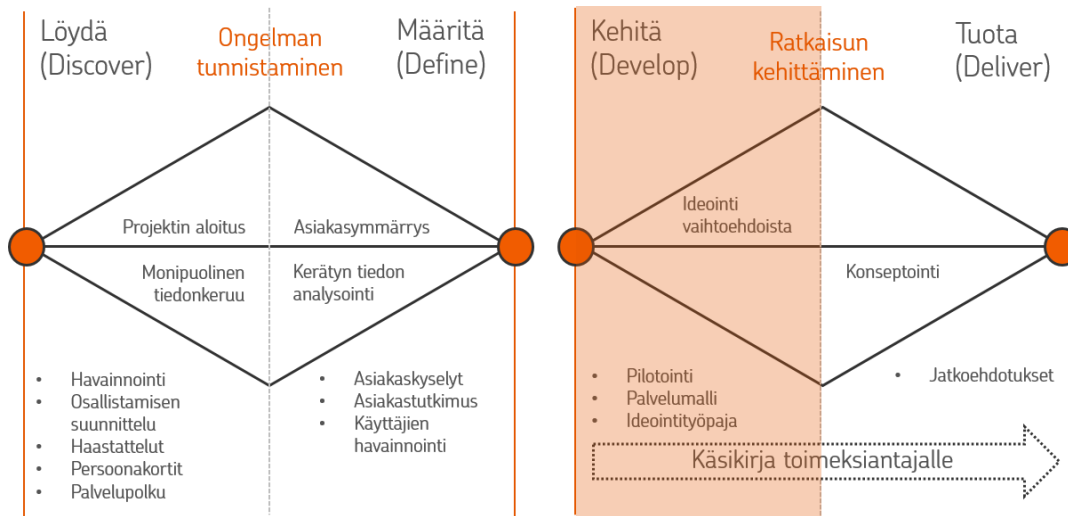 Löydä
(Discover)
Ongelman
tunnistaminen
Määritä
(Define)
Projektin aloitus
Asiakasymmärrys
Monipuolinen
tiedonkeruu
Kerätyn tiedon
analysointi
• Havainnointi
• Osallistamisen
suunnittelu
• Haastattelut
• Persoonakortit
• Palvelupolku
• Asiakaskyselyt
• Asiakastutkimus
• Käyttäjien
havainnointi
Kehitä
(Develop)
Ratkaisun
kehittäminen
Tuota
(Deliver)
Ideointi
vaihtoehdoista
Konseptointi
• Pilotointi
• Palvelumalli
• Ideointityöpaja
• Jatkoehdotukset
Käsikirja toimeksiantajalle